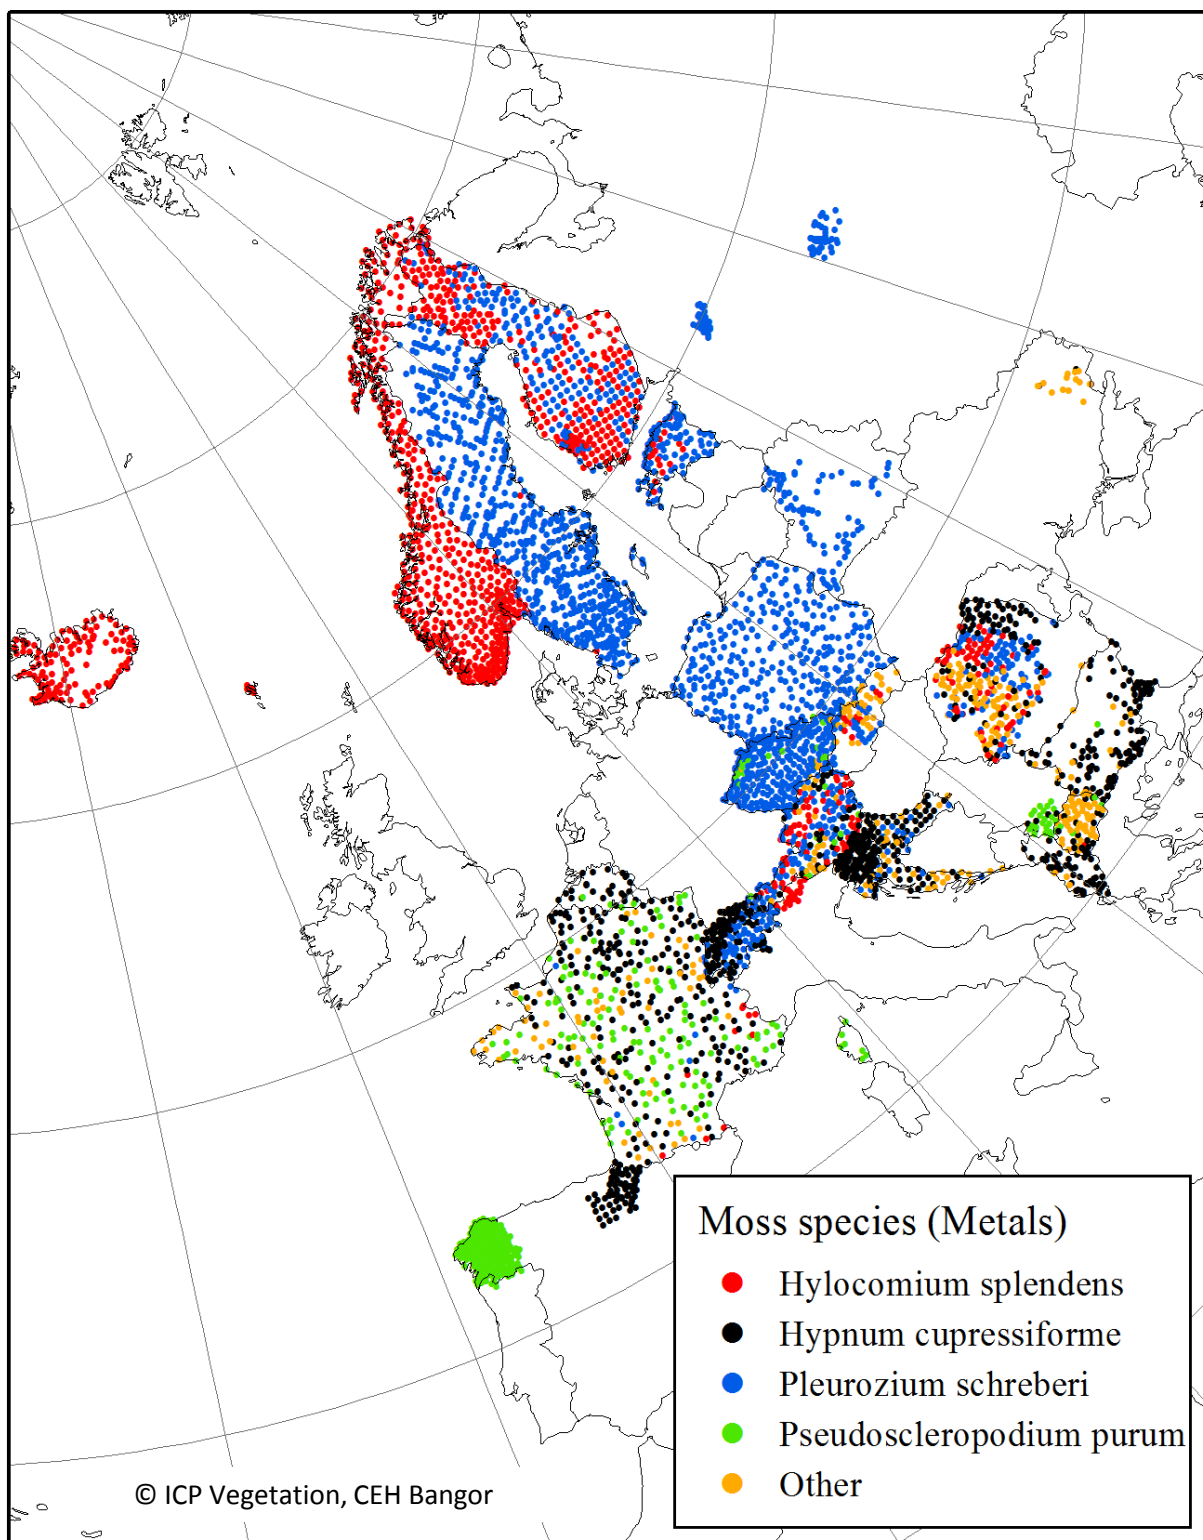 Moss species (Metals)
Hylocomium splendens
Hypnum cupressiforme
Pleurozium schreberi
Pseudoscleropodium purum
Other
© ICP Vegetation, CEH Bangor